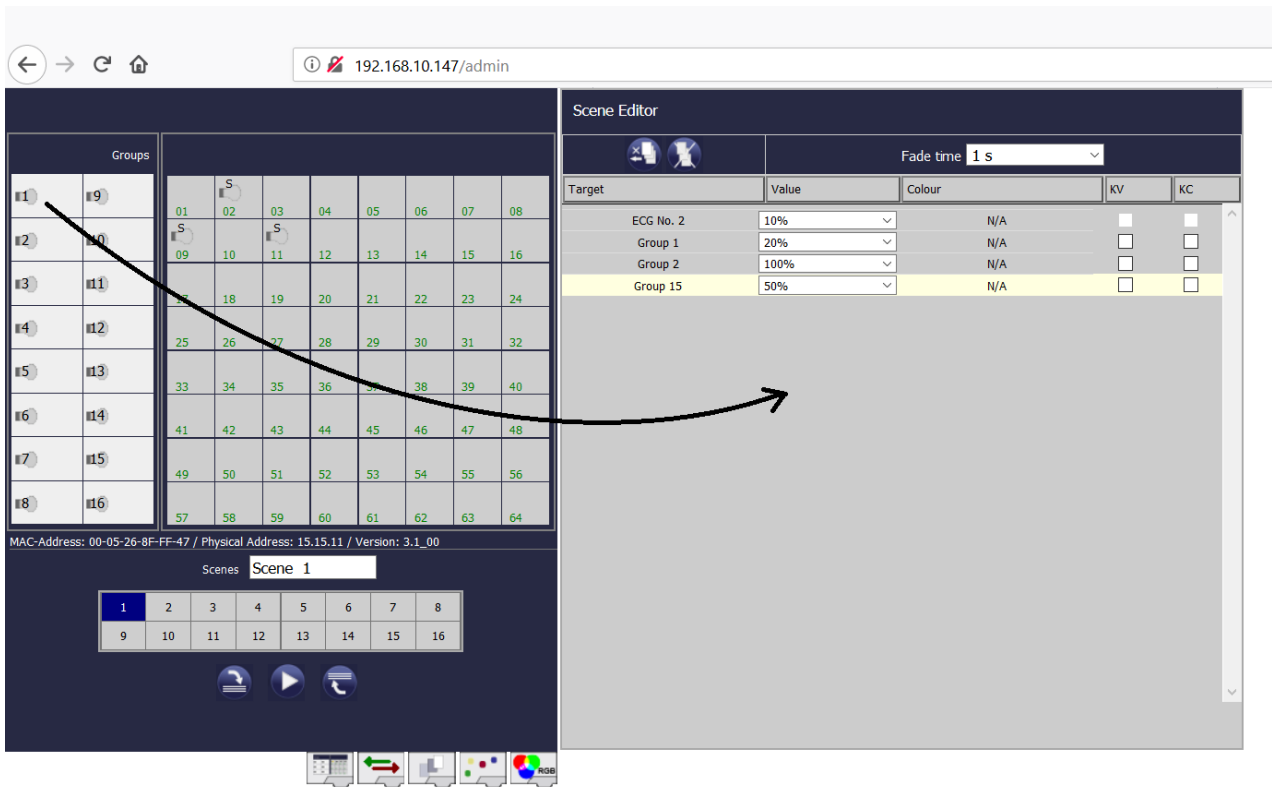 192.168.10.147/admin
Scene Editor
Groups
Fade time 1 s
Target Value Colour KV KC
1 9
2 10
3 11
4 12
5 13
6 14
7 15
8 16
S
01 02 03 04 05 06 07 08
S S
09 10 11 12 13 14 15 16
17 18 19 20 21 22 23 24
25 26 27 28 29 30 31 32
33 34 35 36 37 38 39 40
41 42 43 44 45 46 47 48
49 50 51 52 53 54 55 56
57 58 59 60 61 62 63 64
ECG No. 2 10% N/A
Group 1 20% N/A
Group 2 100% N/A
Group 15 50% N/A
MAC-Address: 00-05-26-8F-FF-47 / Physical Address: 15.15.11 / Version: 3.1_00
Scenes Scene 1
1 2 3 4 5 6 7 8
9 10 11 12 13 14 15 16
RGB